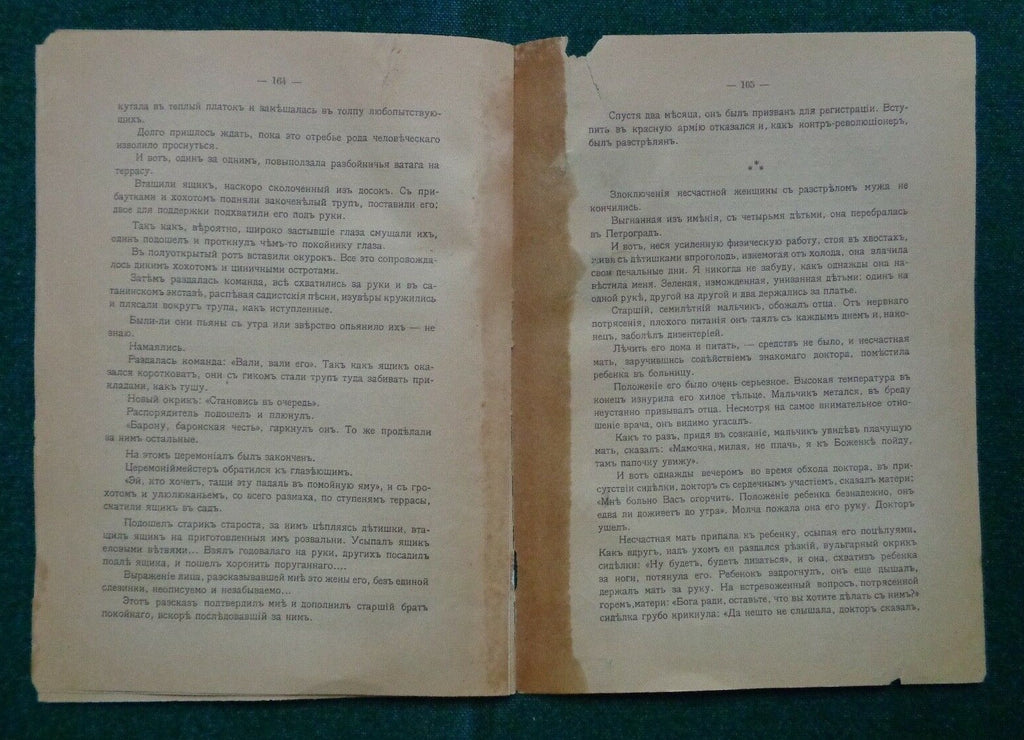 — 164 —
кутала въ теплый платокъ и замѣшалась въ толпу любопытствую-
щихъ.
Долго пришлось ждать, пока это отребье рода человѣческаго
изволило проснуться.
И вотъ, одинъ за однимъ, повыползала разбойничья ватага на
террасу.
Втащили ящикъ, наскоро сколоченный изъ досокъ. Съ при-
баутками и хохотомъ подняли закоченѣлый трупъ, поставили его;
двое для поддержки подхватили его подъ руки.
Такъ какъ, вѣроятно, широко застывшіе глаза смущали ихъ,
одинъ подошелъ и проткнулъ чѣмъ-то покойнику глаза.
Въ полуоткрытый ротъ вставили окурокъ. Все это сопровожда-
лось дикимъ хохотомъ и циничными остротами.
Затѣмъ раздалась команда, всѣ схватились за руки и въ са-
танинскомъ экстазѣ, распѣвая садистскія пѣсни, изувѣры кружились
и плясали вокругъ трупа, какъ иступленные.
Были-ли они пьяны съ утра или звѣрство опьянило ихъ — не
знаю.
Намаялись.
Раздалась команда: «Вали, вали его». Такъ какъ ящикъ ока-
зался коротковатъ, они съ гикомъ стали трупъ туда забивать при-
кладами, какъ тушу.
Новый окрикъ: «Становись въ очередь».
Распорядитель подошелъ и плюнулъ.
«Барону, баронская честь», гаркнулъ онъ. То же продѣлали
за нимъ остальные.
На этомъ церемоніалъ былъ законченъ.
Церемоніймейстеръ обратился къ глазѣющимъ.
«Эй, кто хочетъ, тащи эту падаль въ помойную яму», и съ гро-
хотомъ и улюлюканьемъ, со всего размаха, по ступенямъ террасы,
скатили ящикъ въ садъ.
Подошелъ старикъ староста, за нимъ цѣпляясь дѣтишки, вта-
щилъ ящикъ на приготовленныя имъ розвальни. Усыпалъ ящикъ
еловыми вѣтвями... Взялъ годовалаго на руки, другихъ посадилъ
подлѣ ящика, и пошелъ хоронить поруганнаго....
Выраженіе лица, разсказывавшей мнѣ это жены его, безъ единой
слезинки, неописуемо и незабываемо...
Этотъ разсказъ подтвердилъ мнѣ и дополнилъ старшій братъ
покойнаго, вскорѣ послѣдовавшій за нимъ.
— 165 —
Спустя два мѣсяца, онъ былъ призванъ для регистраціи. Всту-
пить въ красную армію отказался и, какъ контръ-революціонеръ,
былъ разстрѣлянъ.
⁂
Злоключенія несчастной женщины съ разстрѣломъ мужа не
кончились.
Выгнанная изъ имѣнія, съ четырьмя дѣтьми, она перебралась
въ Петроградъ.
И вотъ, неся усиленную физическую работу, стоя въ хвостахъ,
живя съ дѣтишками впроголодь, изнемогая отъ холода, она влачила
свои печальные дни. Я никогда не забуду, какъ однажды она на-
вѣстила меня. Зеленая, изможденная, унизанная дѣтьми: одинъ на
одной рукѣ, другой на другой и два держались за платье.
Старшій, семилѣтній мальчикъ, обожалъ отца. Отъ нервнаго
потрясенія, плохого питанія онъ таялъ съ каждымъ днемъ и, нако-
нецъ, заболѣлъ дизентеріей.
Лѣчить его дома и питать, — средствъ не было, и несчастная
мать, заручившись содѣйствіемъ знакомаго доктора, помѣстила
ребенка въ больницу.
Положеніе его было очень серьезное. Высокая температура въ
конецъ изнурила его хилое тѣльце. Мальчикъ метался, въ бреду
неустанно призывалъ отца. Несмотря на самое внимательное отно-
шеніе врача, онъ видимо угасалъ.
Какъ то разъ, придя въ сознаніе, мальчикъ увидѣвъ плачущую
мать, сказалъ: «Мамочка, милая, не плачь, я къ Боженкѣ пойду,
тамъ папочку увижу».
И вотъ однажды вечеромъ во время обхода доктора, въ при-
сутствіи сидѣлки, докторъ съ сердечнымъ участіемъ, сказалъ матери;
«Мнѣ больно Васъ огорчить. Положеніе ребенка безнадежно, онъ
едва ли доживетъ до утра». Молча пожала она его руку. Докторъ
ушелъ.
Несчастная мать припала къ ребенку, осыпая его поцѣлуями.
Какъ вдругъ, надъ ухомъ ея раздался рѣзкій, вульгарный окрикъ
сидѣлки: «Ну будетъ, будетъ лизаться», и она, схвативъ ребенка
за ноги, потянула его. Ребенокъ вздрогнулъ, онъ еще дышалъ,
держалъ мать за руку. На встревоженный вопросъ, потрясенной
горемъ, матери: «Бога ради, оставьте, что вы хотите дѣлать съ нимъ?»
сидѣлка грубо крикнула: «Да нешто не слышала, докторъ сказалъ,